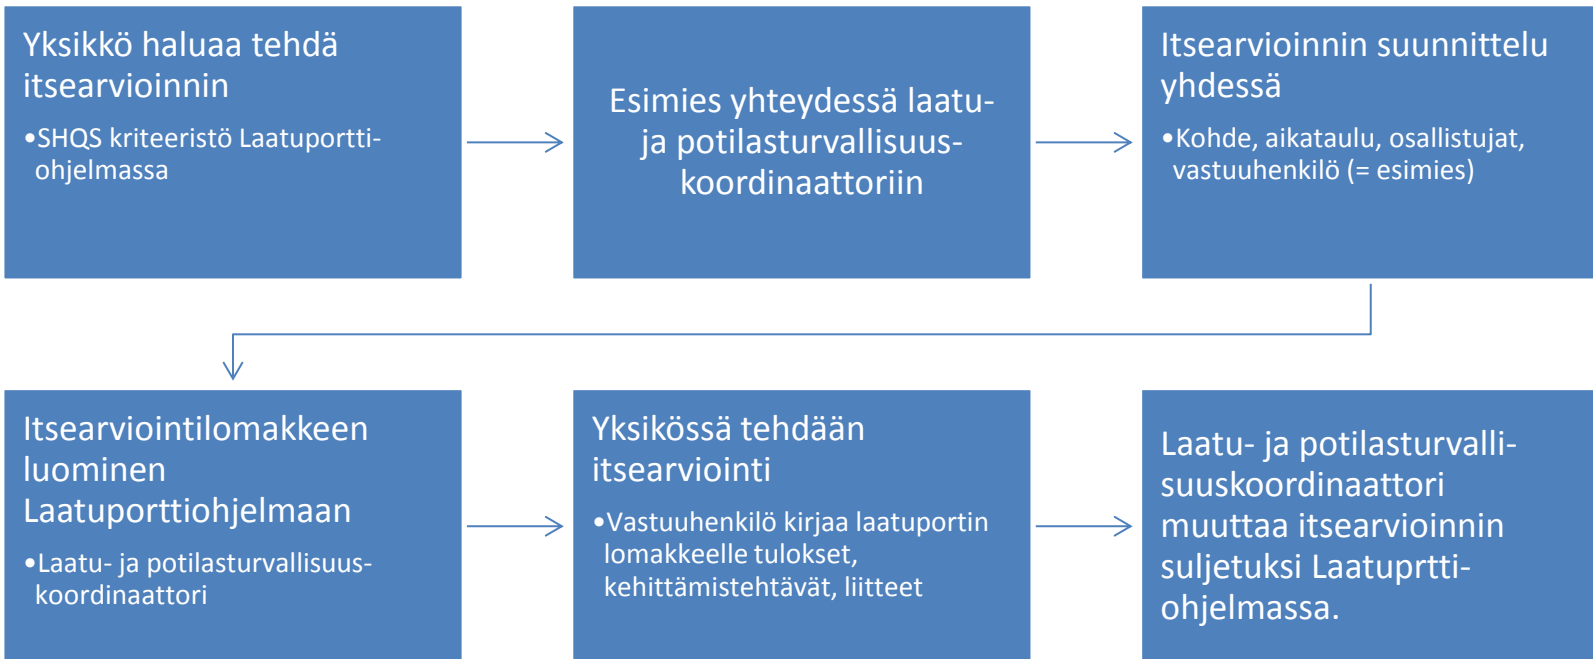 Yksikkö haluaa tehdä
itsearvioinnin
•SHQS kriteeristö Laatuportti-
ohjelmassa
Esimies yhteydessä laatu-
ja potilasturvallisuus-
koordinaattoriin
Itsearvioinnin suunnittelu
yhdessä
•Kohde, aikataulu, osallistujat,
vastuuhenkilö (= esimies)
Itsearviointilomakkeen
luominen
Laatuporttiohjelmaan
•Laatu- ja potilasturvallisuus-
koordinaattori
Yksikössä tehdään
itsearviointi
•Vastuuhenkilö kirjaa laatuportin
lomakkeelle tulokset,
kehittämistehtävät, liitteet
Laatu- ja potilasturvalli-
suuskoordinaattori
muuttaa itsearvioinnin
suljetuksi Laatuprtti-
ohjelmassa.